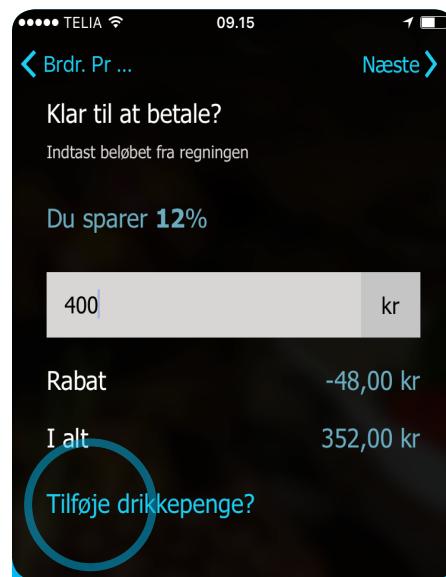 TELIA 09.15
Brdr. Pr ... Næste
Klar til at betale?
Indtast beløbet fra regningen
Du sparer 12%
400 kr
Rabat -48,00 kr
I alt 352,00 kr
Tilføje drikkepenge?